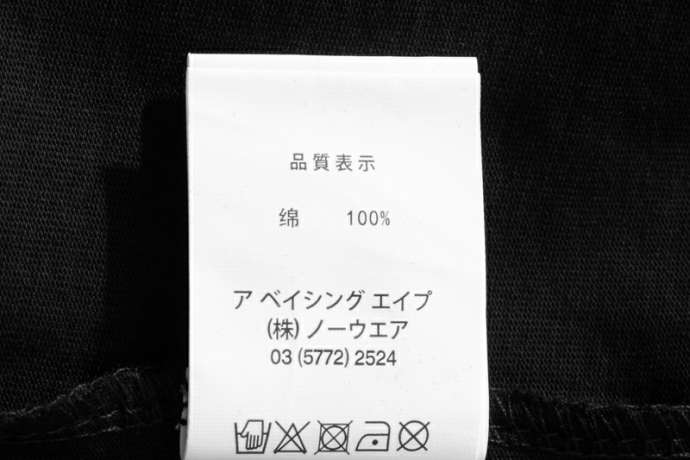 品質表示
绵 100%
ア ベイシング エイプ
(株) ノーウエア
03 (5772) 2524